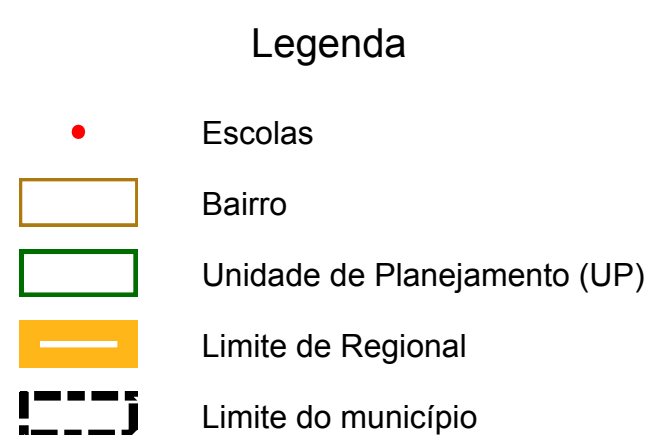 Legenda
Escolas
Bairro
Unidade de Planejamento (UP)
Limite de Regional
Limite do município